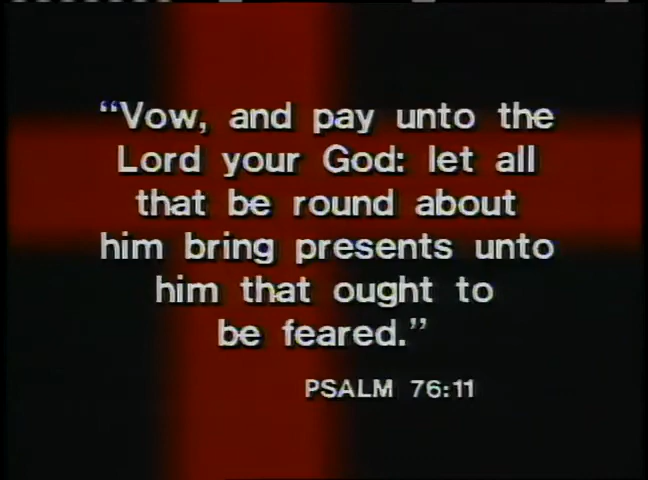 “Vow, and pay unto the
Lord your God: let all
that be round about
him bring presents unto
him that ought to
be feared.”
PSALM 76:11